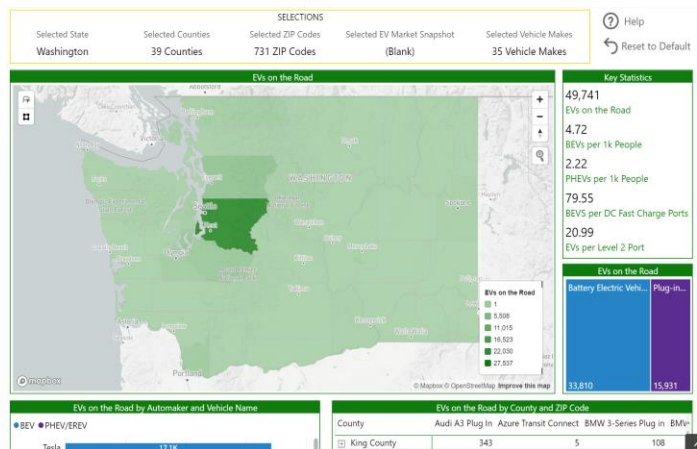 SELECTIONS
Selected State Selected Counties Selected ZIP Codes Selected EV Market Snapshot Selected Vehicle Makes
Washington 39 Counties 731 ZIP Codes (Blank) 35 Vehicle Makes
Help
Reset to Default
EVs on the Road
WASHINGTON
Everett
Seattle
Spokane
Yakima
Kennewick
Walla Walla
Longview
Portland
EVs on the Road
1
5,508
11,015
16,523
22,030
27,537
mapbox
© Mapbox © OpenStreetMap Improve this map
Key Statistics
49,741
EVs on the Road
4.72
BEVs per 1k People
2.22
PHEVs per 1k People
79.55
BEVS per DC Fast Charge Ports
20.99
EVs per Level 2 Port
EVs on the Road
Battery Electric Vehi... Plug-in...
33,810 15,931
EVs on the Road by Automaker and Vehicle Name
BEV PHEV/EREV
Tesla 17.1K
EVs on the Road by County and ZIP Code
County Audi A3 Plug In Azure Transit Connect BMW 3-Series Plug in
King County 343 5 108